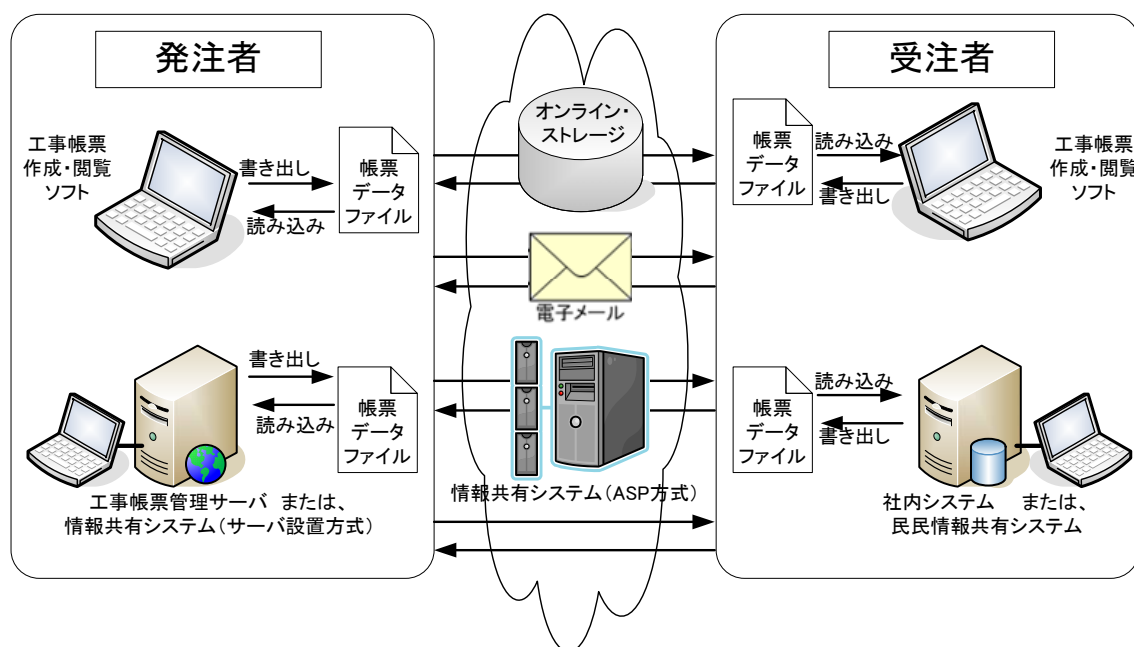 発注者
工事帳票
作成・閲覧
ソフト
書き出し
読み込み
帳票
データ
ファイル
書き出し
読み込み
帳票
データ
ファイル
工事帳票管理サーバ または、
情報共有システム（サーバ設置方式）
オンライン・
ストレージ
電子メール
情報共有システム（ASP方式）
受注者
帳票
データ
ファイル
読み込み
書き出し
工事帳票
作成・閲覧
ソフト
帳票
データ
ファイル
読み込み
書き出し
社内システム または、
民民情報共有システム